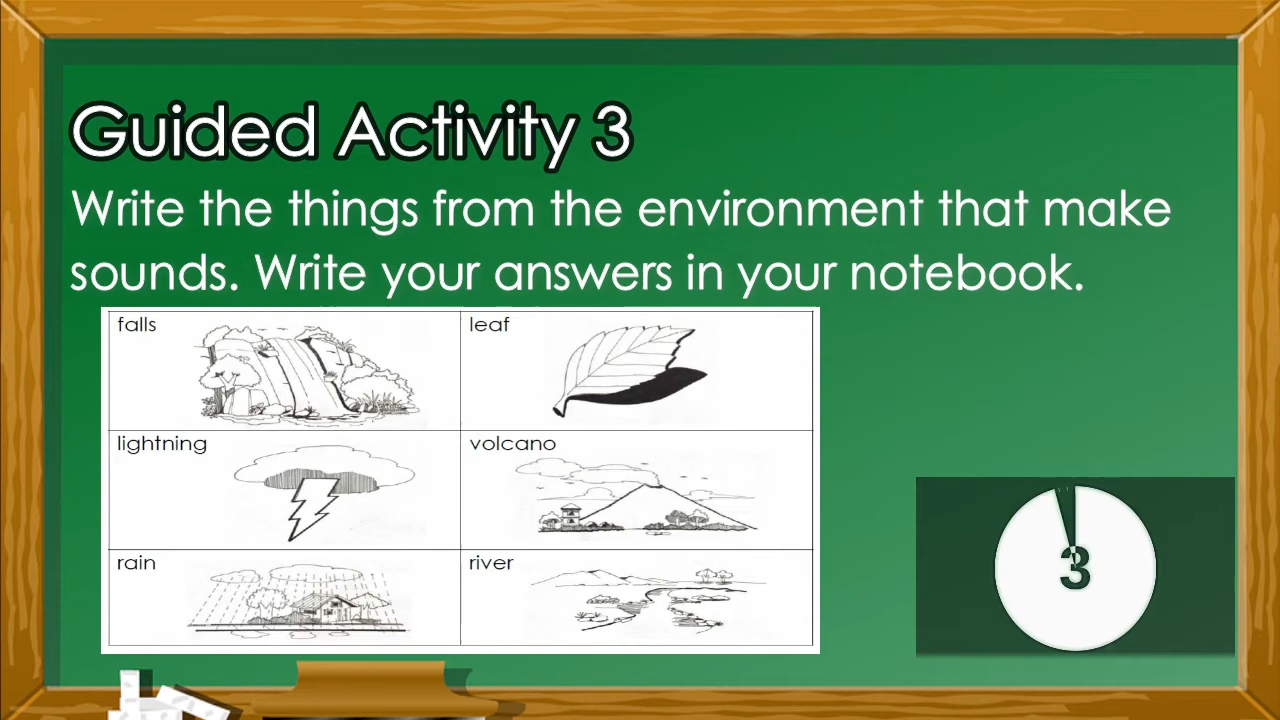 Guided Activity 3
Write the things from the environment that make
sounds. Write your answers in your notebook.
falls
leaf
lightning
volcano
rain
river
3